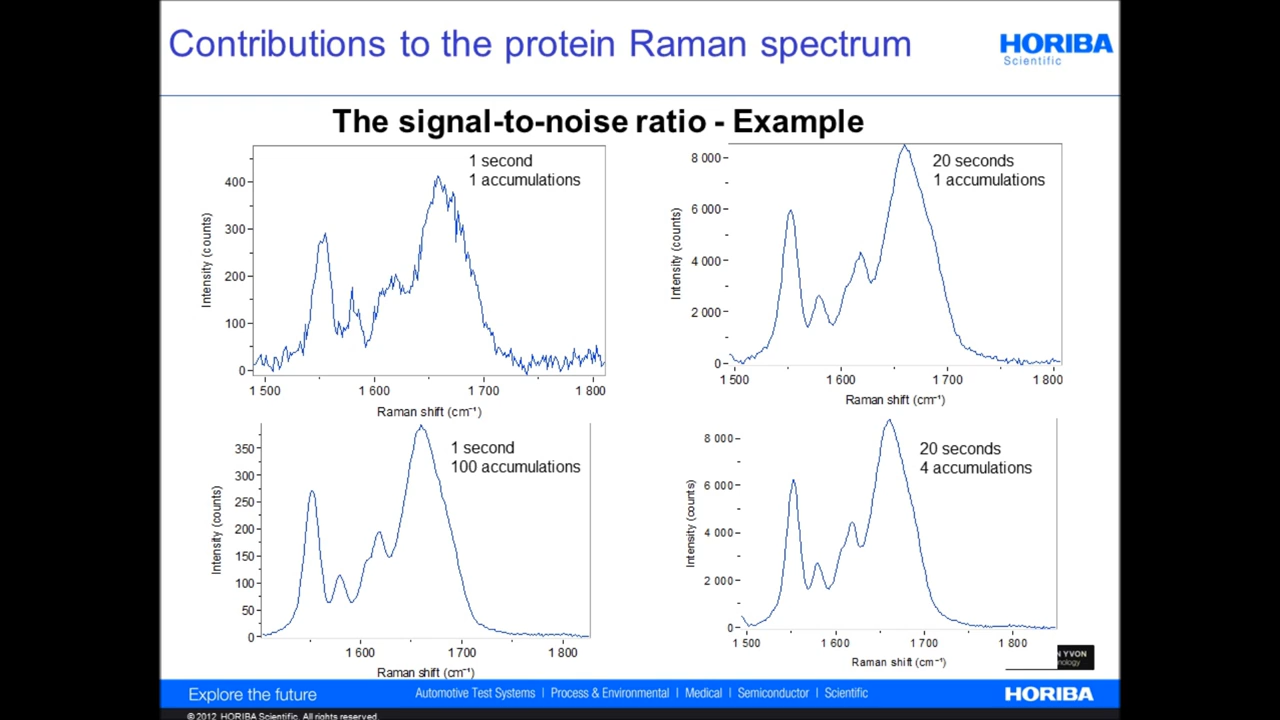 Contributions to the protein Raman spectrum
HORIBA
Scientific
The signal-to-noise ratio - Example
1 second
1 accumulations
400
300
200
100
0
Intensity (counts)
1 500
1 600
1 700
1 800
Raman shift (cm⁻¹)
20 seconds
1 accumulations
8 000
6 000
4 000
2 000
0
Intensity (counts)
1 500
1 600
1 700
1 800
Raman shift (cm⁻¹)
1 second
100 accumulations
350
300
250
200
150
100
50
0
Intensity (counts)
1 600
1 700
1 800
Raman shift (cm⁻¹)
20 seconds
4 accumulations
8 000
6 000
4 000
2 000
0
Intensity (counts)
1 500
1 600
1 700
1 800
Raman shift (cm⁻¹)
N YVON
nology
Explore the future
Automotive Test Systems | Process & Environmental | Medical | Semiconductor | Scientific
HORIBA
© 2012 HORIBA Scientific. All rights reserved.